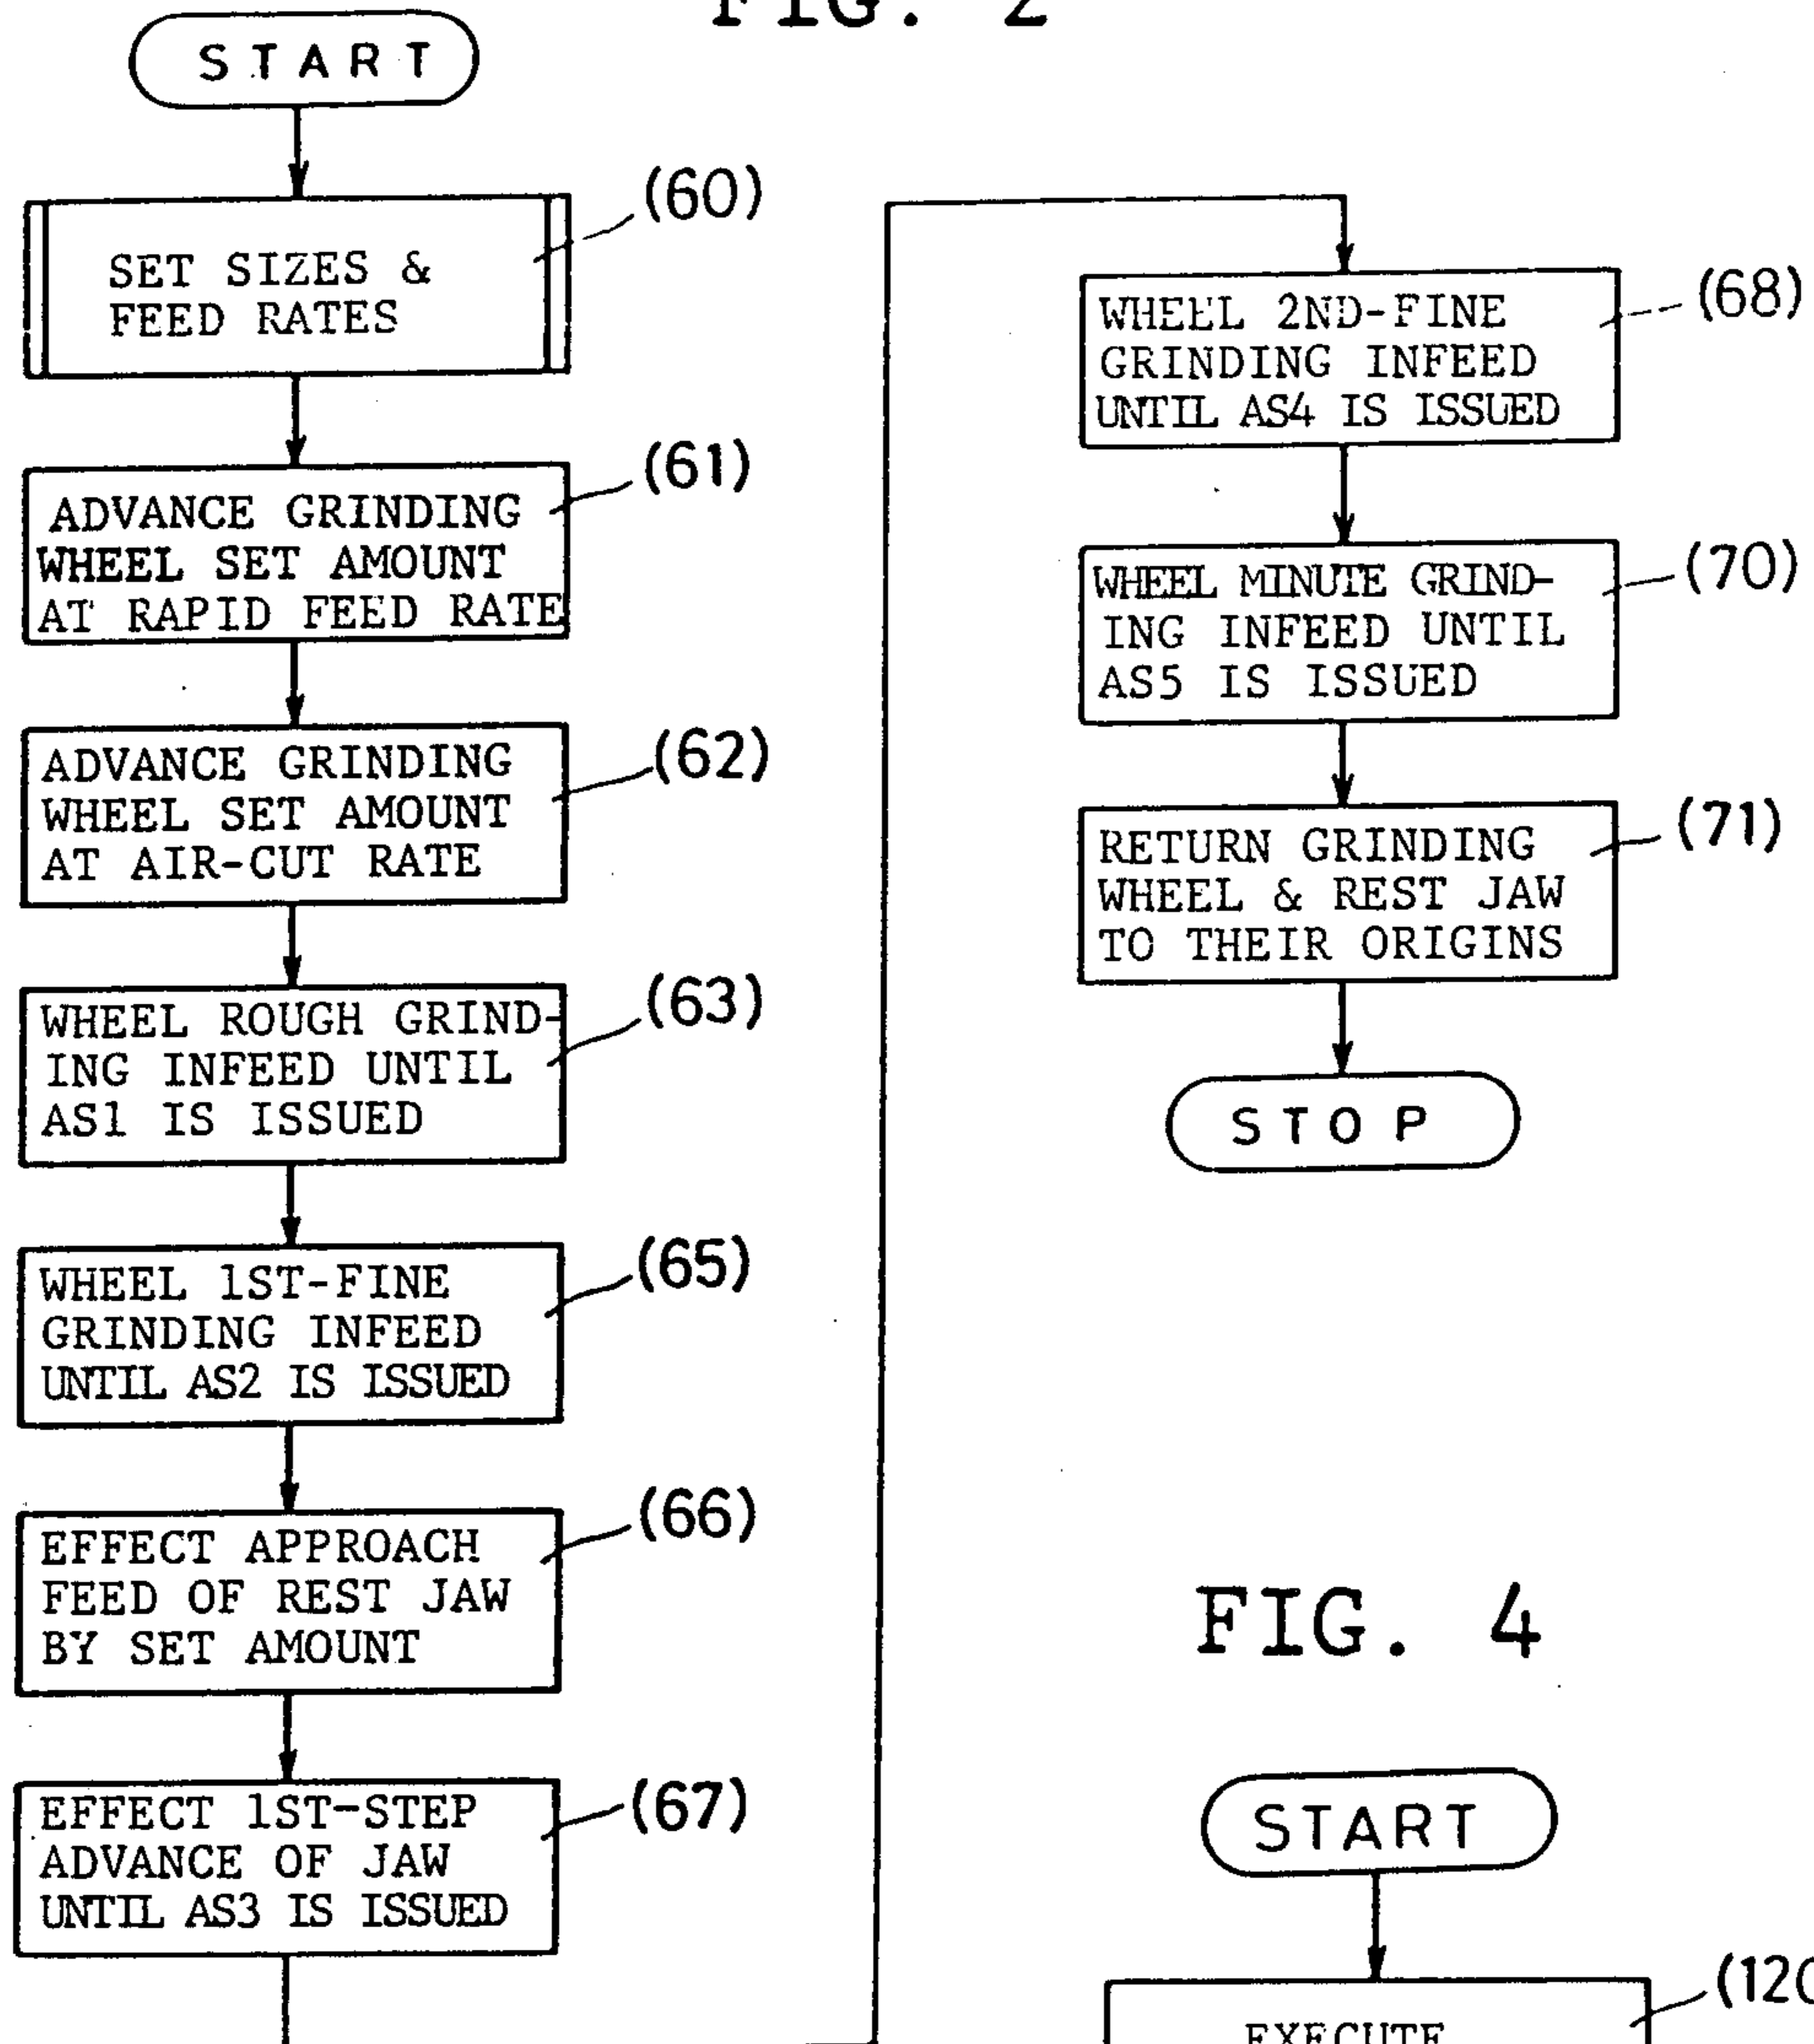 FIG. 2
START
(60)
SET SIZES &
FEED RATES
(61)
ADVANCE GRINDING
WHEEL SET AMOUNT
AT RAPID FEED RATE
(62)
ADVANCE GRINDING
WHEEL SET AMOUNT
AT AIR-CUT RATE
(63)
WHEEL ROUGH GRIND-
ING INFEED UNTIL
AS1 IS ISSUED
(65)
WHEEL 1ST-FINE
GRINDING INFEED
UNTIL AS2 IS ISSUED
(66)
EFFECT APPROACH
FEED OF REST JAW
BY SET AMOUNT
(67)
EFFECT 1ST-STEP
ADVANCE OF JAW
UNTIL AS3 IS ISSUED
(68)
WHEEL 2ND-FINE
GRINDING INFEED
UNTIL AS4 IS ISSUED
(70)
WHEEL MINUTE GRIND-
ING INFEED UNTIL
AS5 IS ISSUED
(71)
RETURN GRINDING
WHEEL & REST JAW
TO THEIR ORIGINS
STOP
FIG. 4
START
(120
EXECUTE